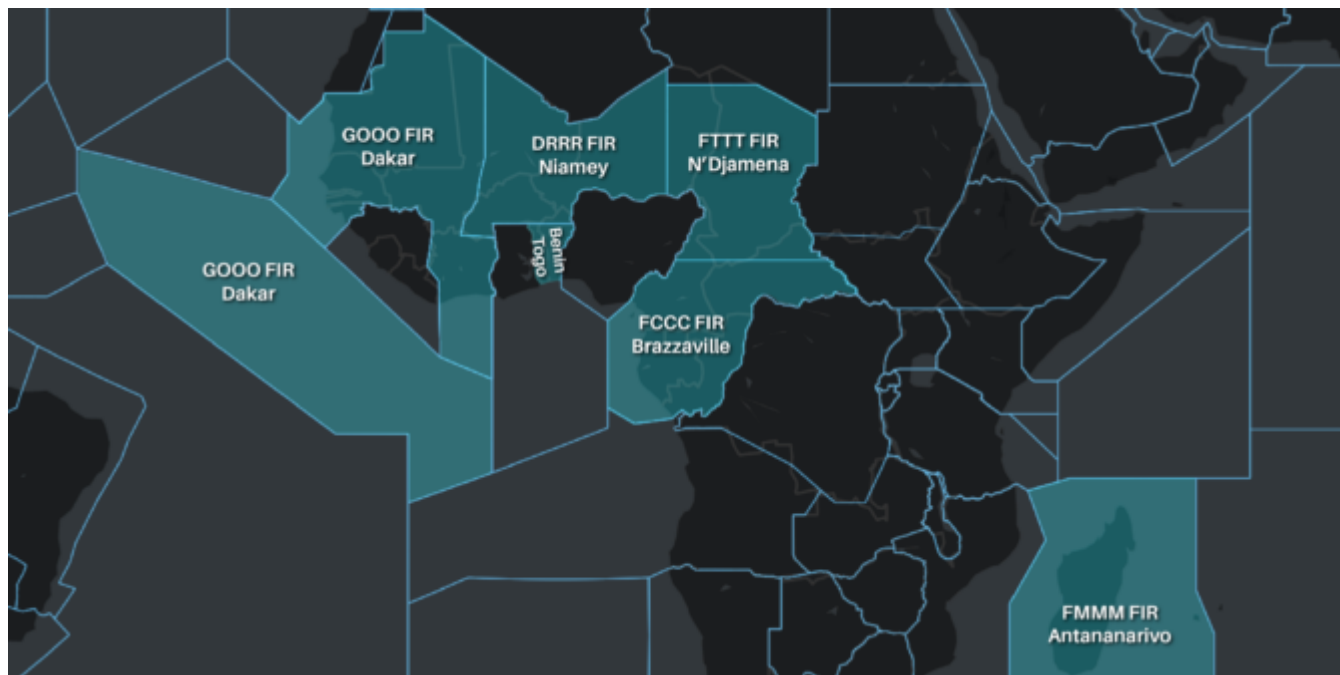 GOOO FIR
Dakar
DRRR FIR
Niamey
FTTT FIR
N'Djamena
Benin
Togo
GOOO FIR
Dakar
FCCC FIR
Brazzaville
FMMM FIR
Antananarivo